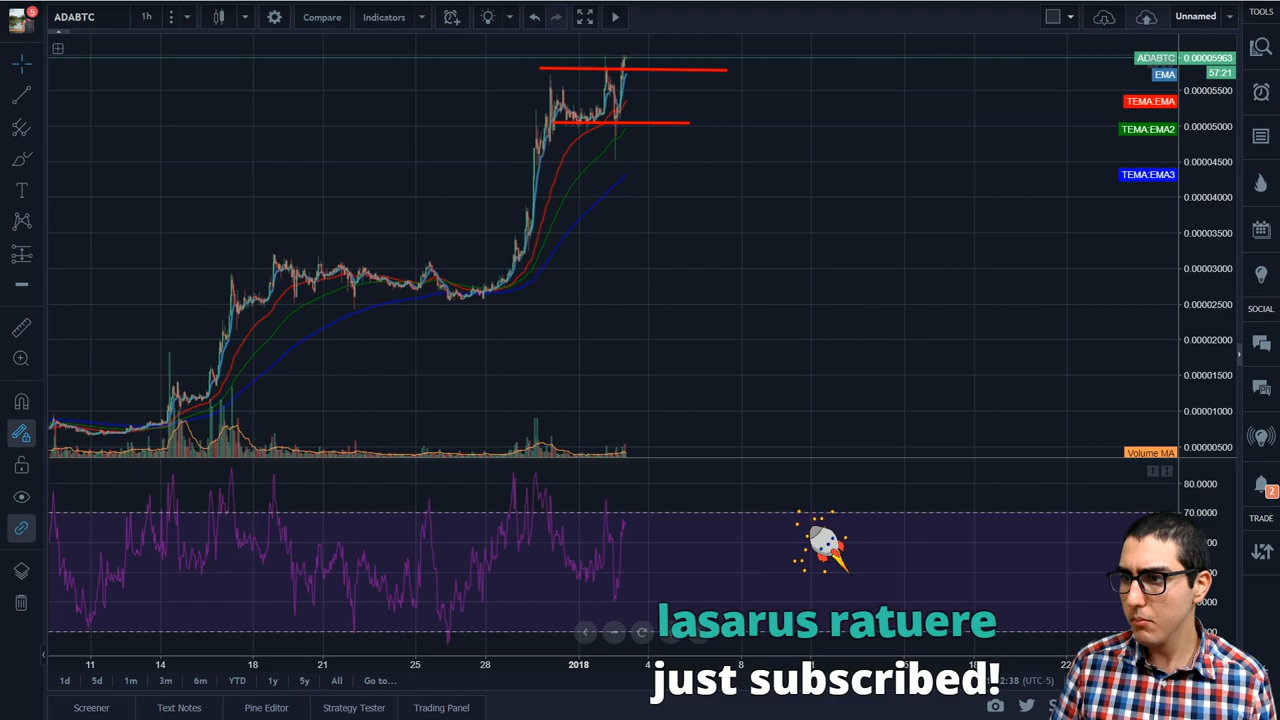 5
ADABTC
1h
Compare
Indicators
Unnamed
TOOLS
ADABTC 0.00005963
57:21
EMA
0.00005500
TEMA:EMA
TEMA:EMA2
0.00005000
0.00004500
TEMA:EMA3
0.00004000
0.00003500
0.00003000
SOCIAL
0.00002500
0.00002000
0.00001500
0.00001000
0.00000500
Volume MA
80.0000
70.0000
2
TRADE
lasarus ratuere
just subscribed!
11 14 18 21 25 28 2018 4 8
1d 5d 1m 3m 6m YTD 1y 5y All Go to...
(UTC-5)
Screener Text Notes Pine Editor Strategy Tester Trading Panel